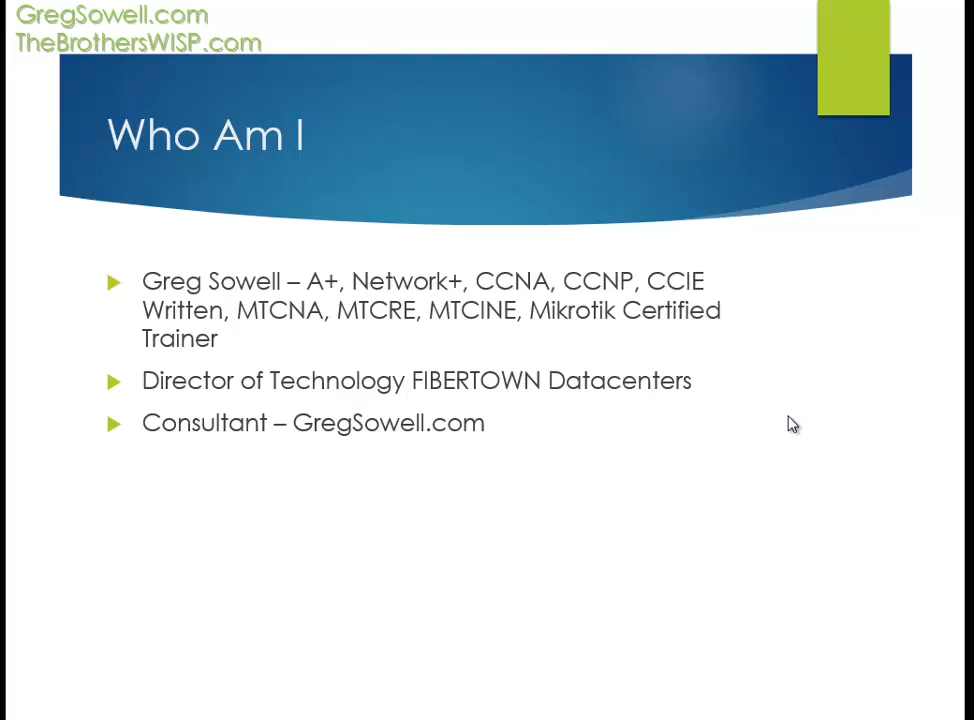 GregSowell.com
TheBrothersWISP.com
Who Am I
Greg Sowell – A+, Network+, CCNA, CCNP, CCIE
Written, MTCNA, MTCRE, MTCINE, Mikrotik Certified
Trainer
Director of Technology FIBERTOWN Datacenters
Consultant – GregSowell.com